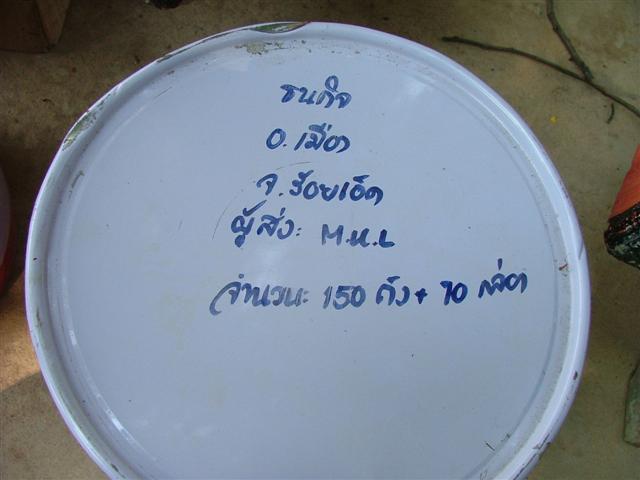 ธนกิจ
อ.เมือง
จ.ร้อยเอ็ด
ผู้ส่ง: M.U.L
จำนวน: 150 ถัง + 70 กล่อง